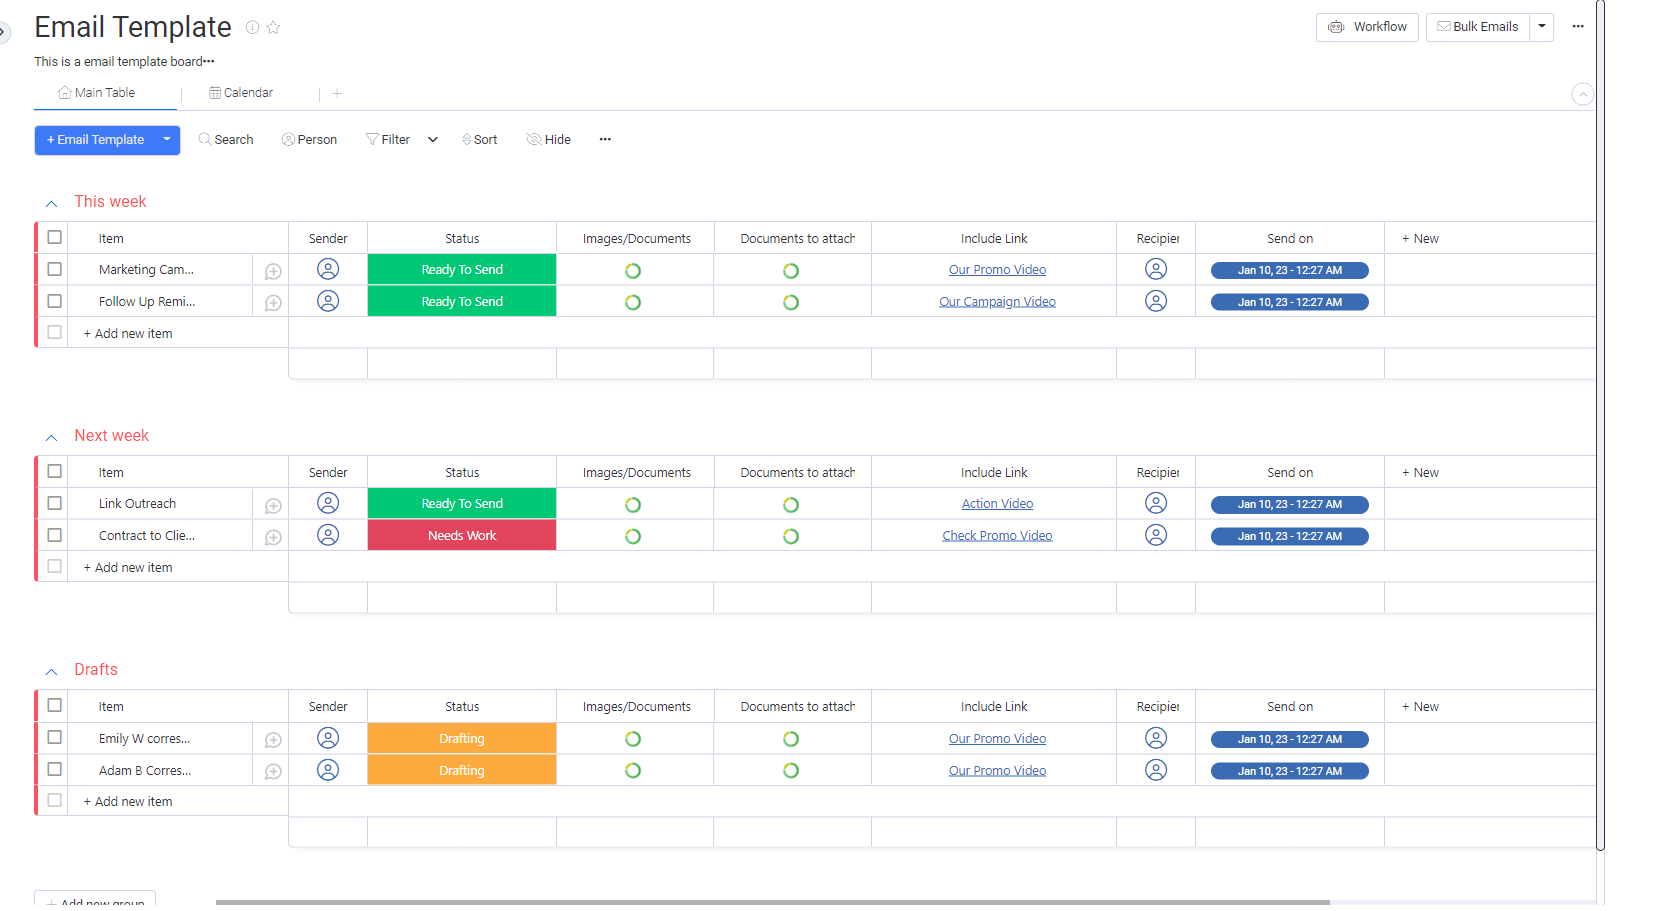 Email Template
Workflow
Bulk Emails
This is a email template board•••
Main Table
Calendar
+
+ Email Template
Search
Person
Filter
Sort
Hide
This week
Item Sender Status Images/Documents Documents to attach Include Link Recipier Send on + New
Marketing Cam... Ready To Send Our Promo Video Jan 10, 23 - 12:27 AM
Follow Up Remi... Ready To Send Our Campaign Video Jan 10, 23 - 12:27 AM
+ Add new item
Next week
Item Sender Status Images/Documents Documents to attach Include Link Recipier Send on + New
Link Outreach Ready To Send Action Video Jan 10, 23 - 12:27 AM
Contract to Clie... Needs Work Check Promo Video Jan 10, 23 - 12:27 AM
+ Add new item
Drafts
Item Sender Status Images/Documents Documents to attach Include Link Recipier Send on + New
Emily W corres... Drafting Our Promo Video Jan 10, 23 - 12:27 AM
Adam B Corres... Drafting Our Promo Video Jan 10, 23 - 12:27 AM
+ Add new item
+ Add new group